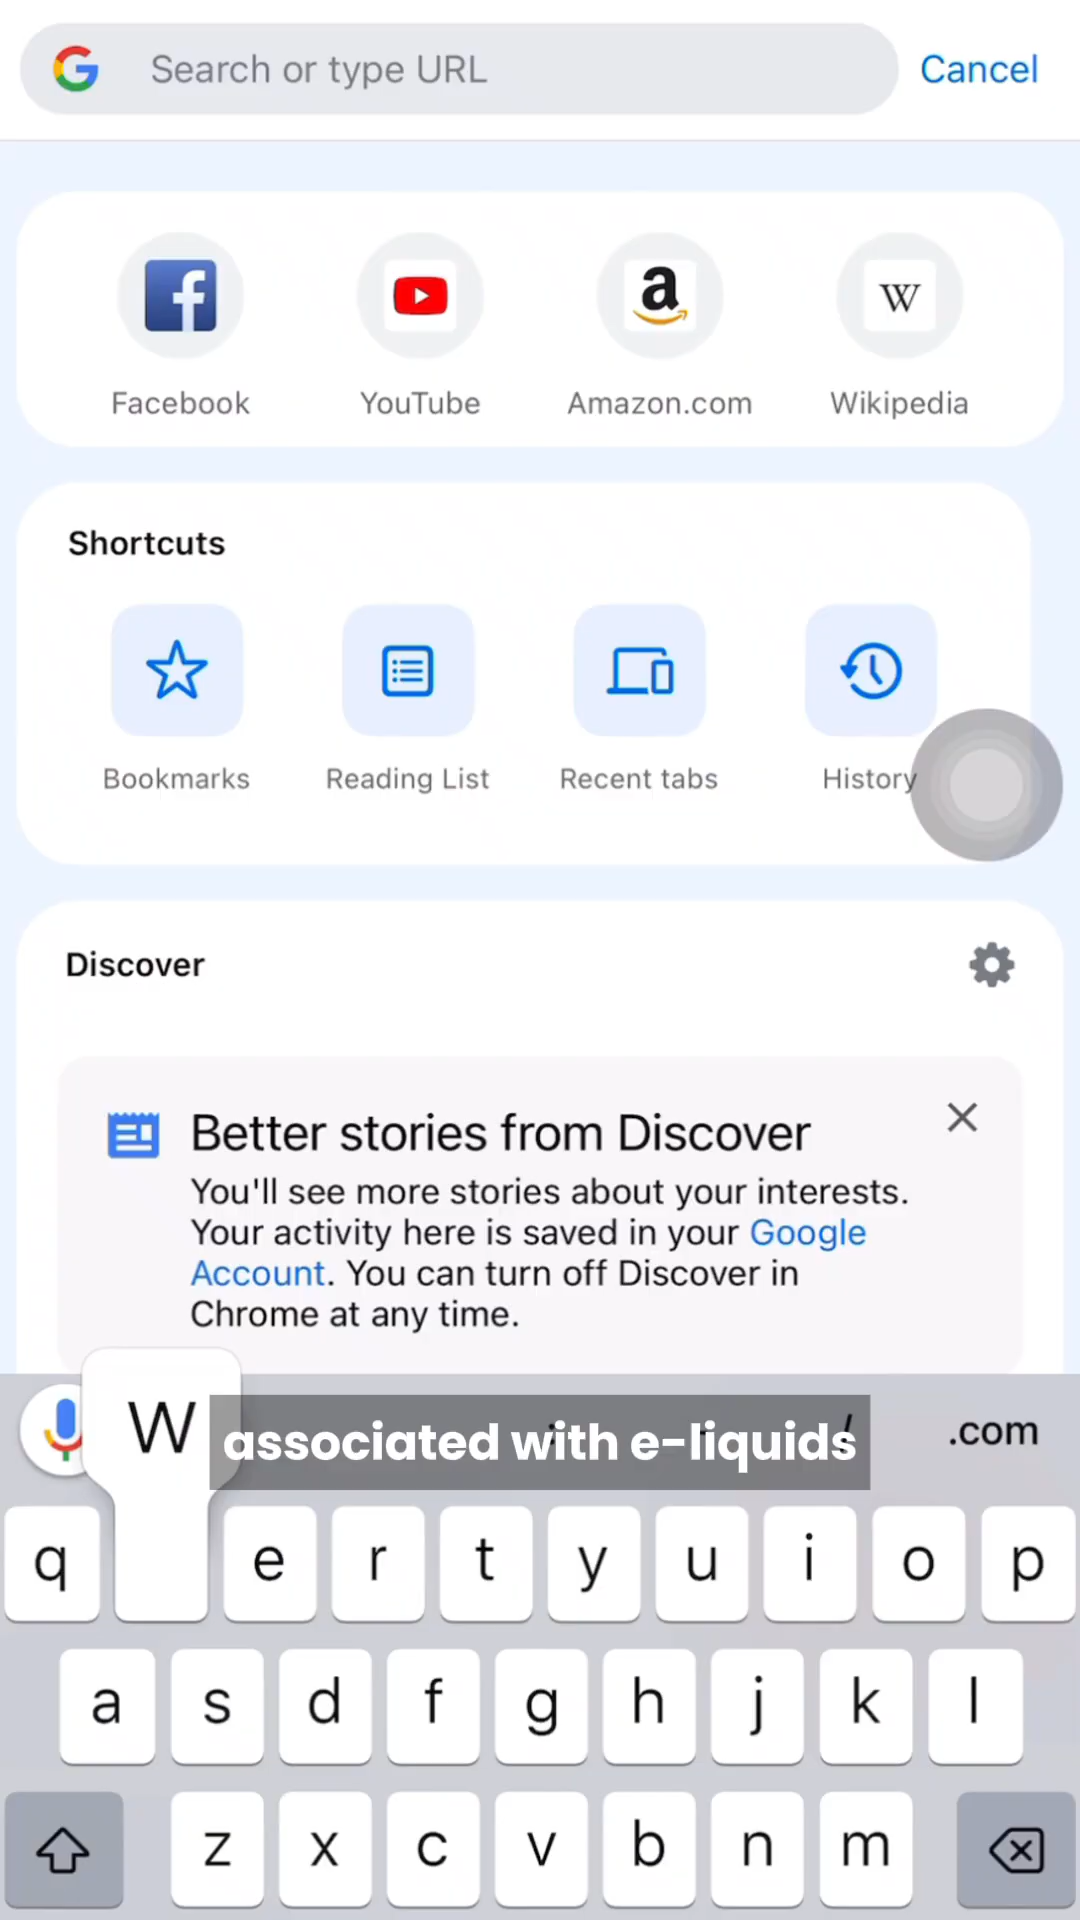 Search or type URL
Cancel
Facebook
YouTube
Amazon.com
Wikipedia
Shortcuts
Bookmarks
Reading List
Recent tabs
History
Discover
Better stories from Discover
You'll see more stories about your interests.
Your activity here is saved in your Google
Account. You can turn off Discover in
Chrome at any time.
W
associated with e-liquids
/
.com
q e r t y u i o p
a s d f g h j k l
z x c v b n m